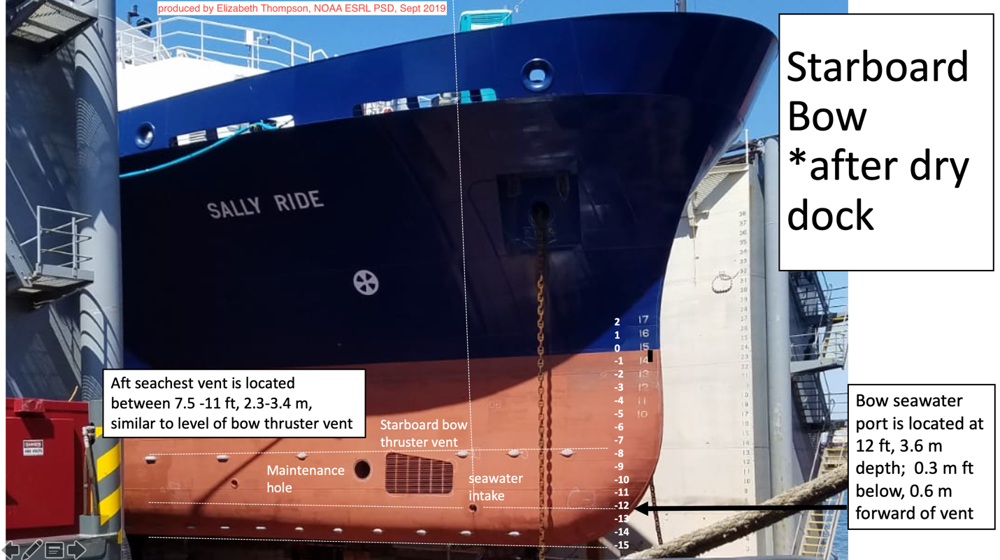 produced by Elizabeth Thompson, NOAA ESRL PSD, Sept 2019
Starboard
Bow
*after dry
dock
SALLY RIDE
2
1
0
-1
-2
-3
-4
-5
-6
-7
-8
-9
-10
-11
-12
-13
-14
-15
17
16
15
14
13
12
11
10
Aft seachest vent is located
between 7.5 -11 ft, 2.3-3.4 m,
similar to level of bow thruster vent
Starboard bow
thruster vent
Maintenance
hole
seawater
intake
Bow seawater
port is located at
12 ft, 3.6 m
depth;  0.3 m ft
below, 0.6 m
forward of vent
DANGER